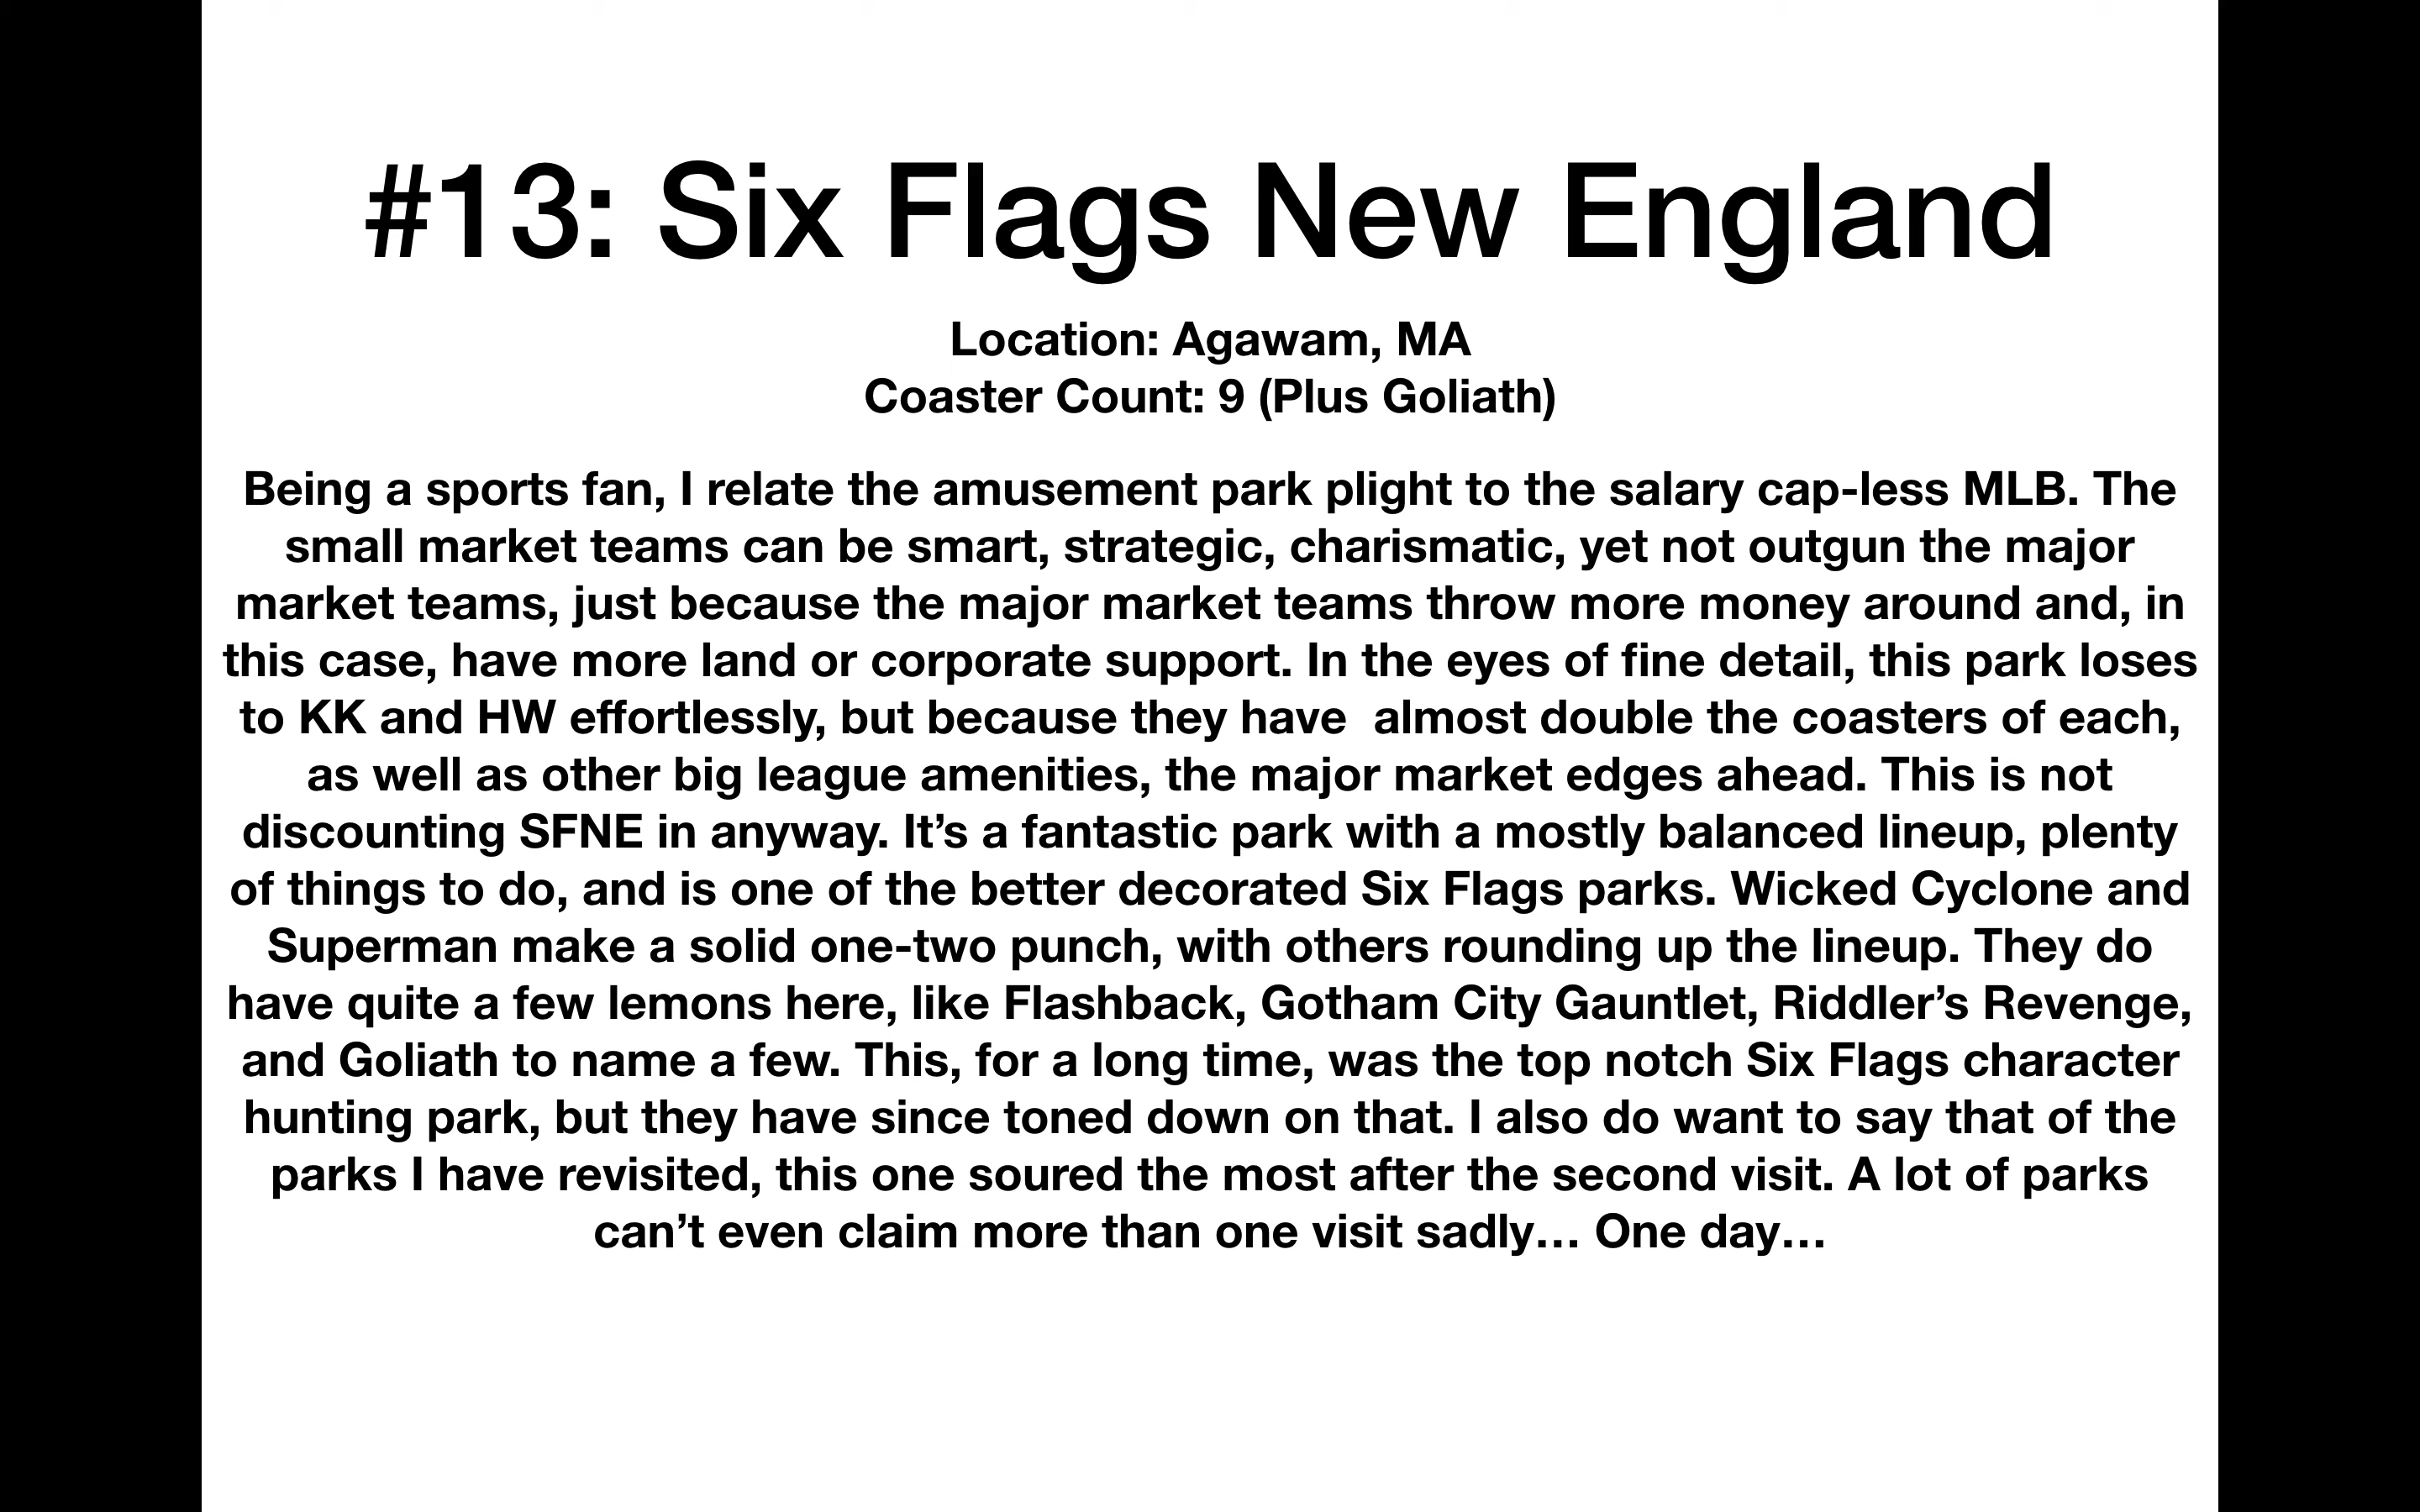 #13: Six Flags New England
Location: Agawam, MA
Coaster Count: 9 (Plus Goliath)
Being a sports fan, I relate the amusement park plight to the salary cap-less MLB. The
small market teams can be smart, strategic, charismatic, yet not outgun the major
market teams, just because the major market teams throw more money around and, in
this case, have more land or corporate support. In the eyes of fine detail, this park loses
to KK and HW effortlessly, but because they have  almost double the coasters of each,
as well as other big league amenities, the major market edges ahead. This is not
discounting SFNE in anyway. It’s a fantastic park with a mostly balanced lineup, plenty
of things to do, and is one of the better decorated Six Flags parks. Wicked Cyclone and
Superman make a solid one-two punch, with others rounding up the lineup. They do
have quite a few lemons here, like Flashback, Gotham City Gauntlet, Riddler’s Revenge,
and Goliath to name a few. This, for a long time, was the top notch Six Flags character
hunting park, but they have since toned down on that. I also do want to say that of the
parks I have revisited, this one soured the most after the second visit. A lot of parks
can’t even claim more than one visit sadly… One day…